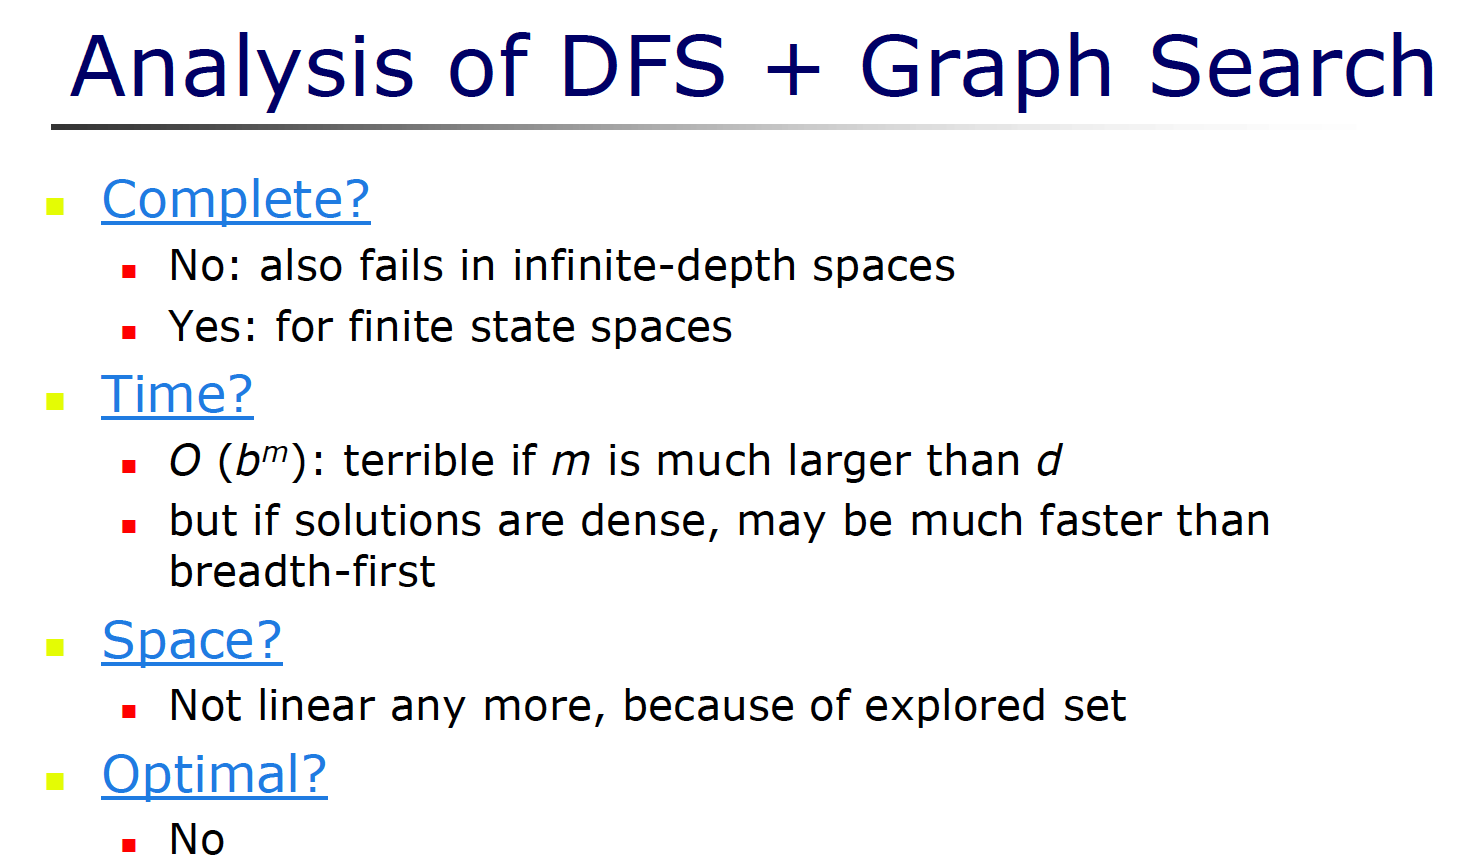 Analysis of DFS + Graph Search
Complete?
No: also fails in infinite-depth spaces
Yes: for finite state spaces
Time?
O (bᵐ): terrible if m is much larger than d
but if solutions are dense, may be much faster than
breadth-first
Space?
Not linear any more, because of explored set
Optimal?
No